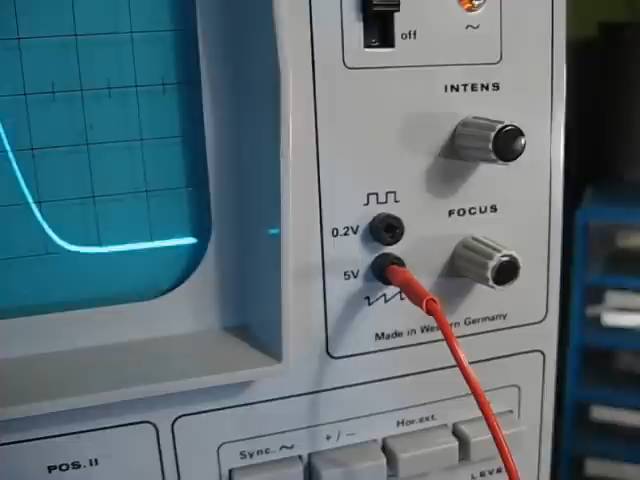 off
INTENS
FOCUS
0.2V
5V
Made in Western Germany
Hor.ext.
+/-
Sync. ~
POS.II